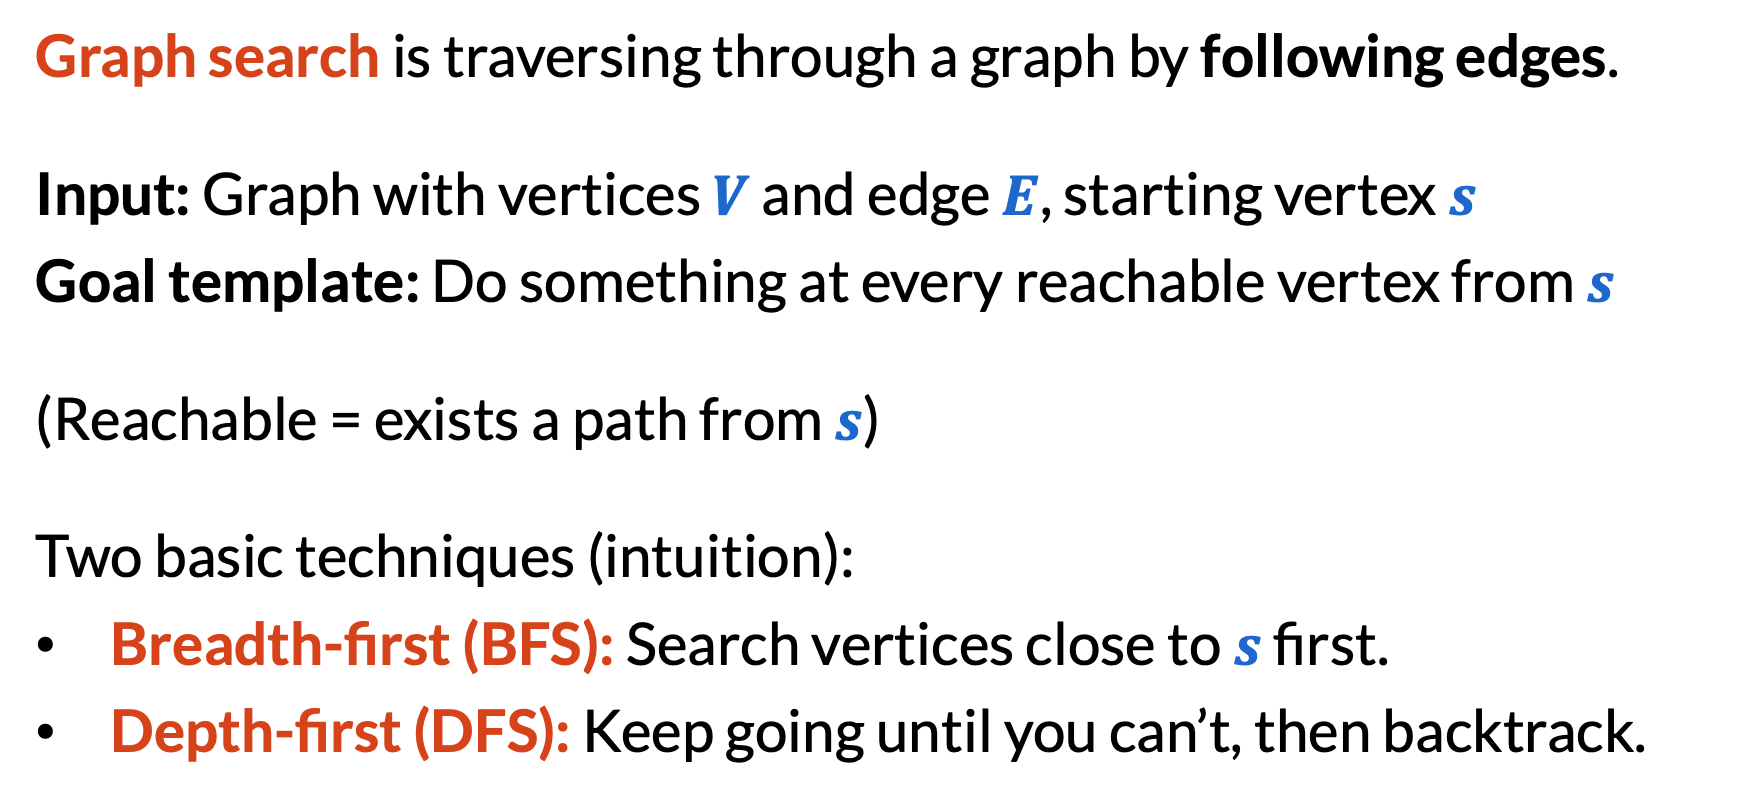 Graph search is traversing through a graph by following edges.
Input: Graph with vertices V and edge E, starting vertex s
Goal template: Do something at every reachable vertex from s
(Reachable = exists a path from s)
Two basic techniques (intuition):
• Breadth-first (BFS): Search vertices close to s first.
• Depth-first (DFS): Keep going until you can’t, then backtrack.